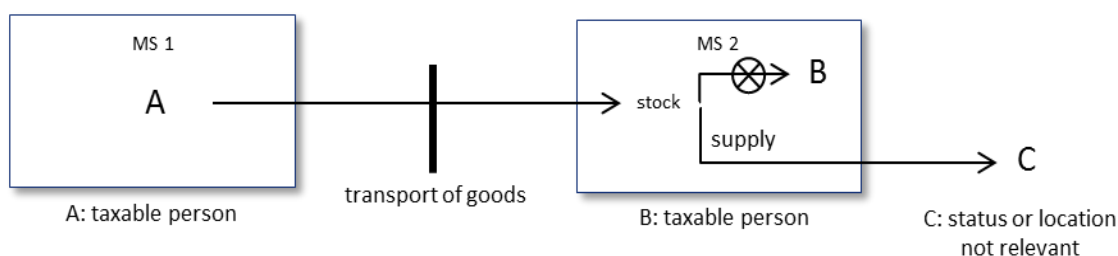 MS 1
A
A: taxable person
transport of goods
MS 2
stock
B
supply
B: taxable person
C
C: status or location
not relevant